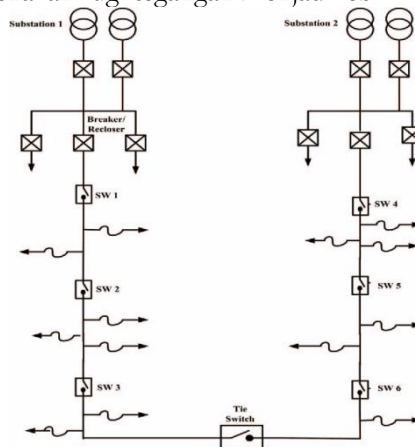 Substation 1
Substation 2
Breaker/
Recloser
SW 1
SW 4
SW 2
SW 5
SW 3
SW 6
Tie
Switch